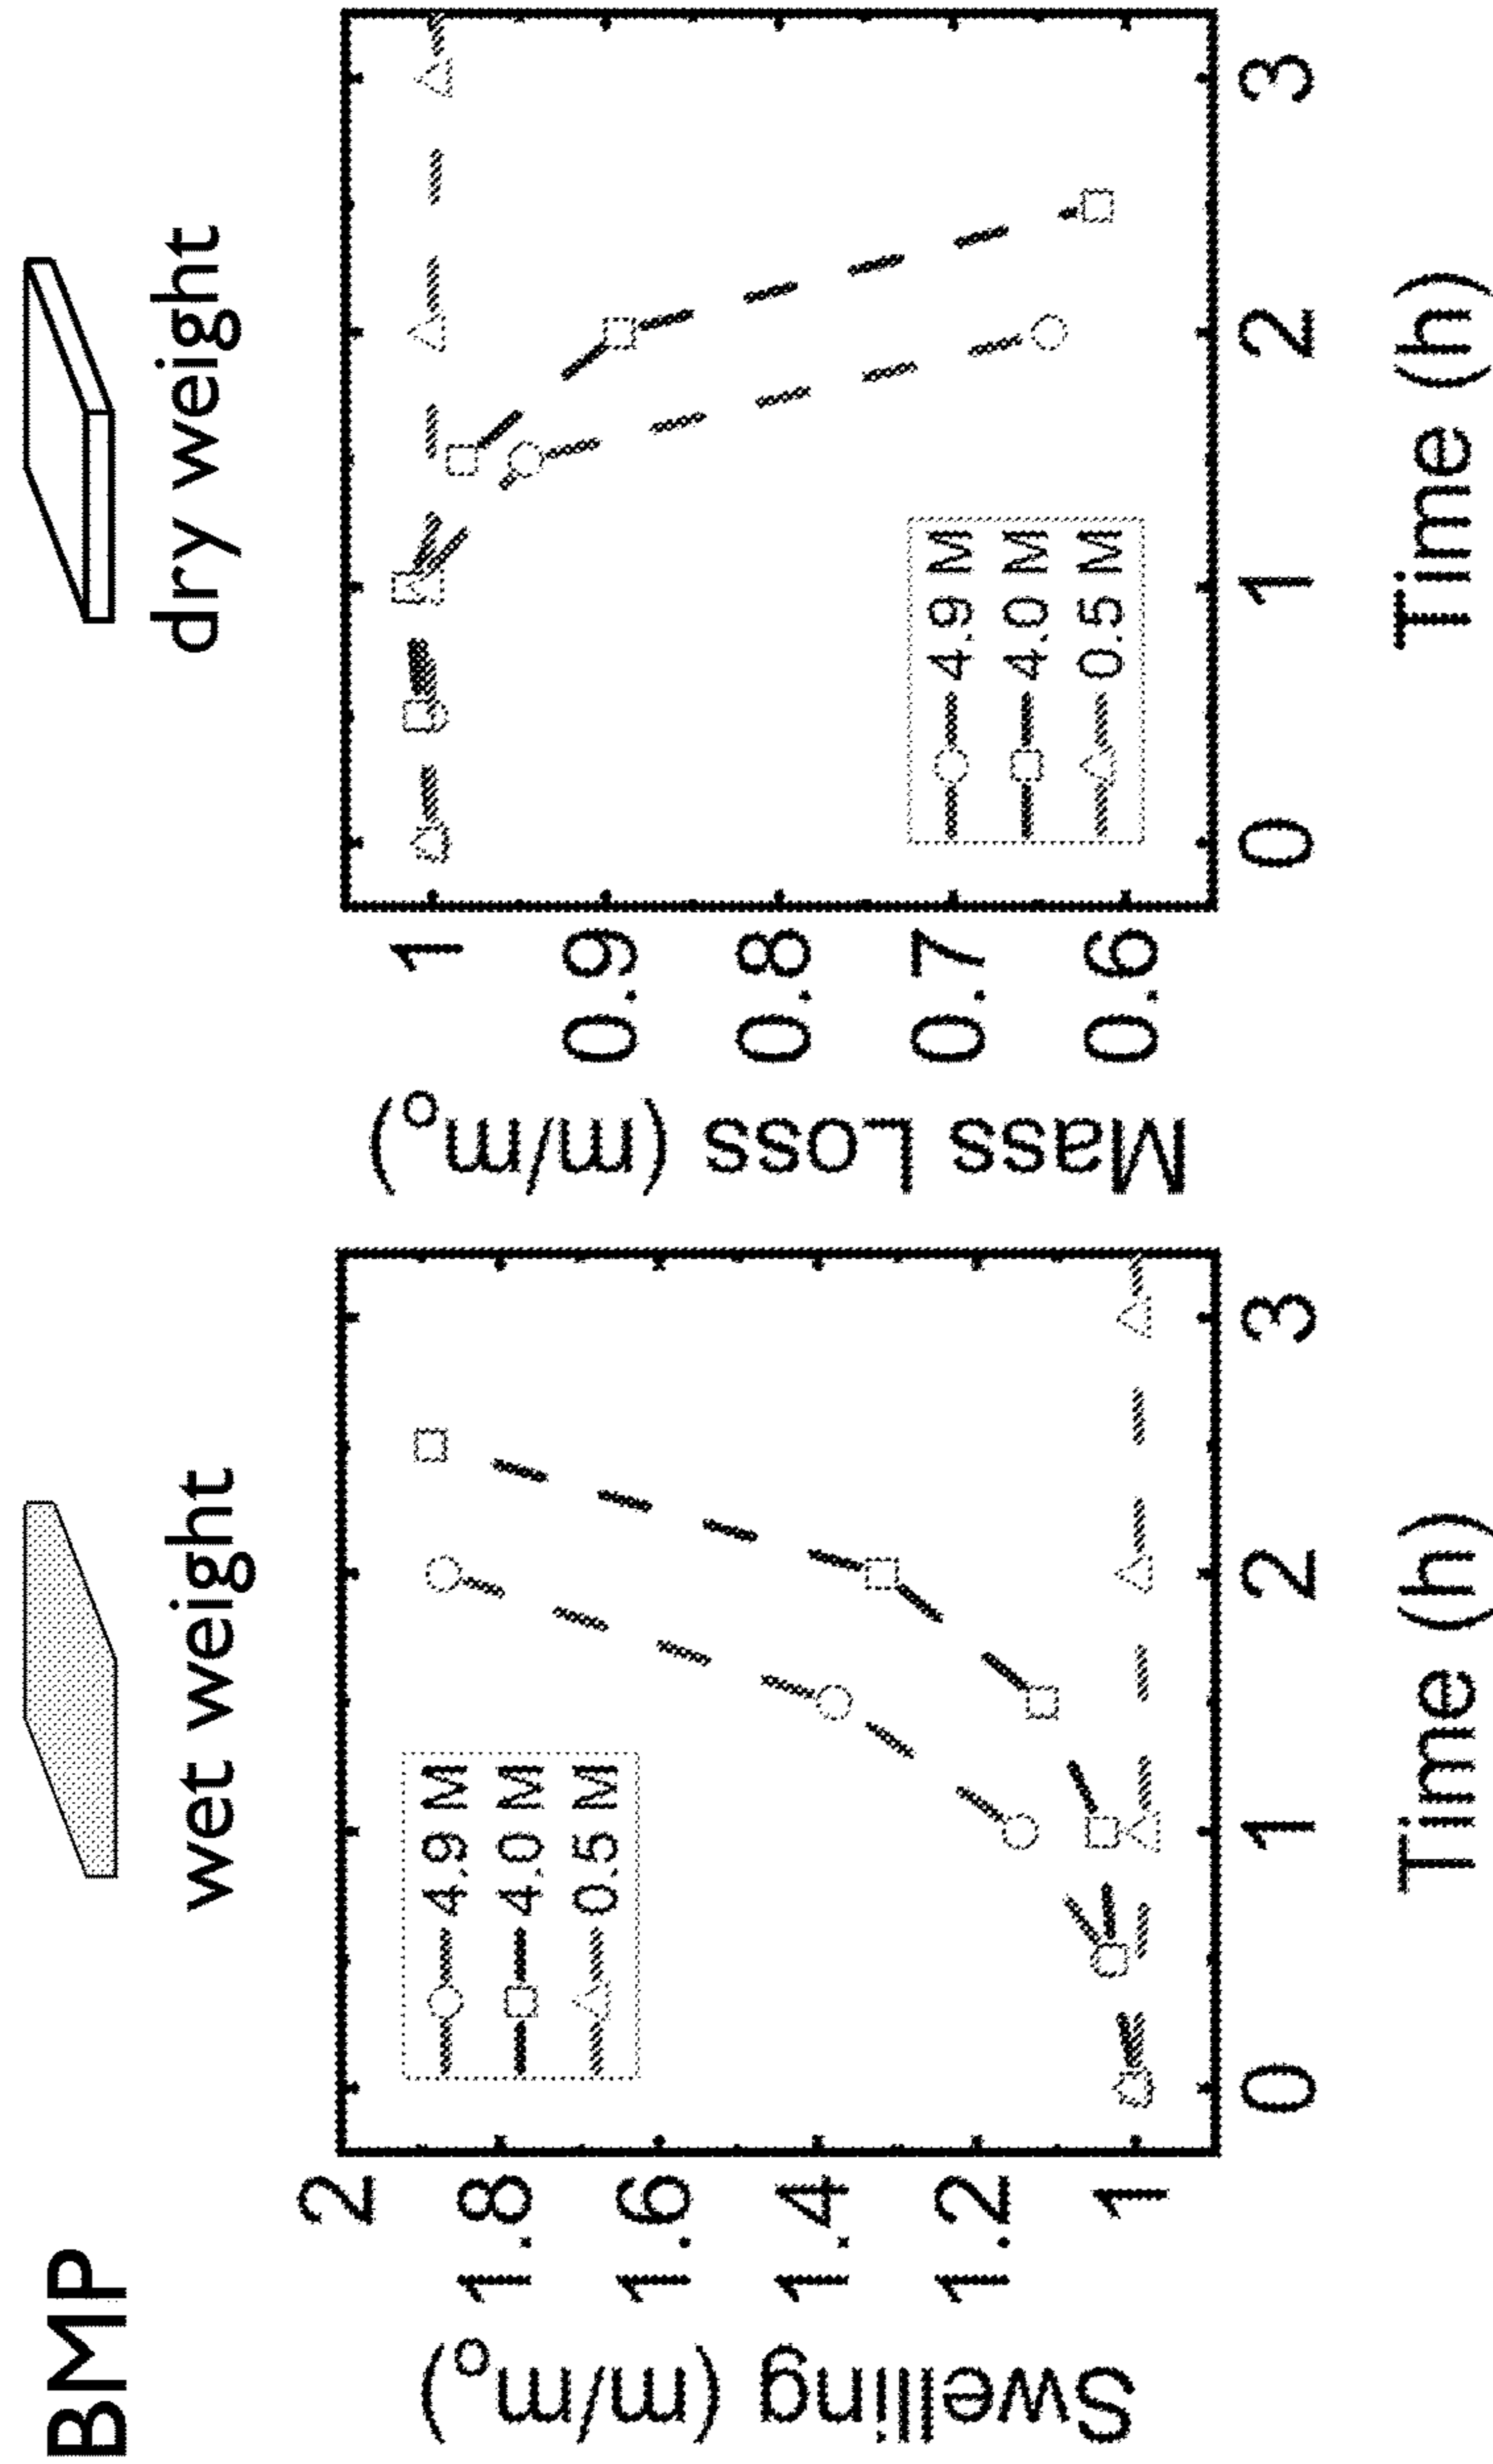 BMP
wet weight
Swelling (m/mₒ)
2
1.8
1.6
1.4
1.2
1
4.9 M
4.0 M
0.5 M
0 1 2 3
Time (h)
dry weight
Mass Loss (m/mₒ)
1
0.9
0.8
0.7
0.6
4.9 M
4.0 M
0.5 M
0 1 2 3
Time (h)